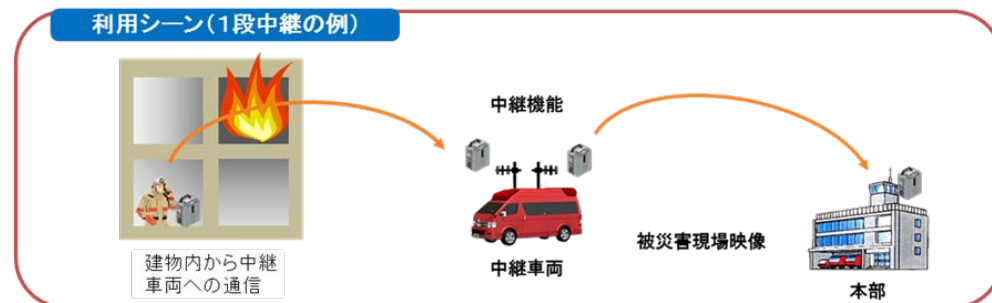 利用シーン(1段中継の例)
中継機能
建物内から中継
車両への通信
中継車両
被災害現場映像
本部